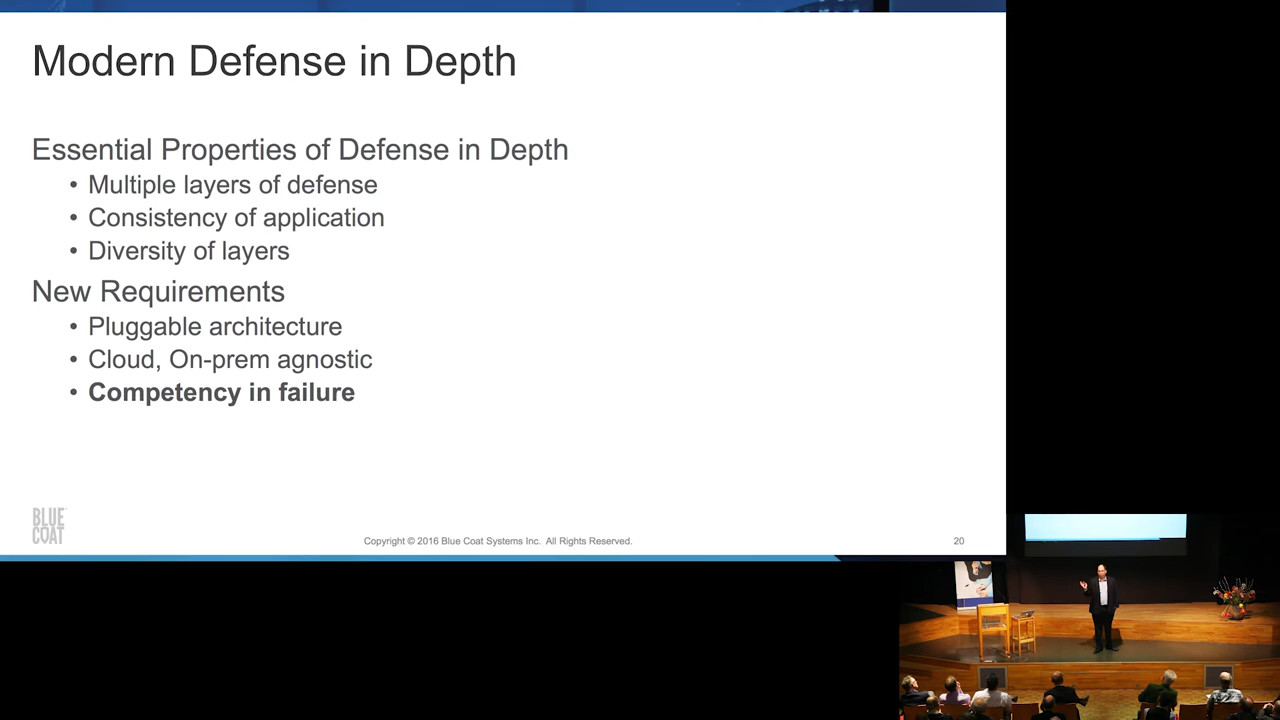 Modern Defense in Depth
Essential Properties of Defense in Depth
• Multiple layers of defense
• Consistency of application
• Diversity of layers
New Requirements
• Pluggable architecture
• Cloud, On-prem agnostic
• Competency in failure
BLUE
COAT
Copyright © 2016 Blue Coat Systems Inc. All Rights Reserved.
20